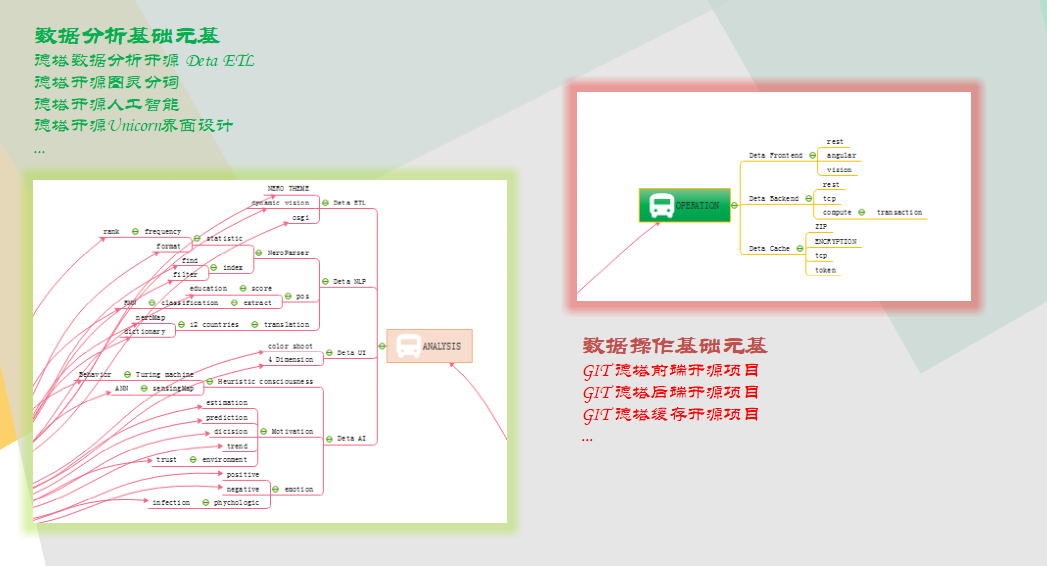 数据分析基础元基
德塔数据分析开源 Deta ETL
德塔开源图灵分词
德塔开源人工智能
德塔开源Unicorn界面设计
...
NERO THEME
dynamic vision
Deta ETL
osgi
rank
frequency
statistic
format
NeroParser
find
index
filter
Deta NLP
education
score
pos
RNN
classification
extract
neroMap
12 countries
translation
dictionary
color shoot
Deta UI
4 Dimension
ANALYSIS
Behavior
Turing machine
Heuristic consciousness
ANN
sensingMap
estimation
prediction
dicision
Motivation
Deta AI
trend
trust
environment
positive
negative
emotion
infection
phychologic
rest
Deta Frontend
angular
vision
rest
OPERATION
Deta Backend
tcp
compute
transaction
ZIP
ENCRYPTION
Deta Cache
tcp
token
数据操作基础元基
GIT德塔前端开源项目
GIT德塔后端开源项目
GIT德塔缓存开源项目
...